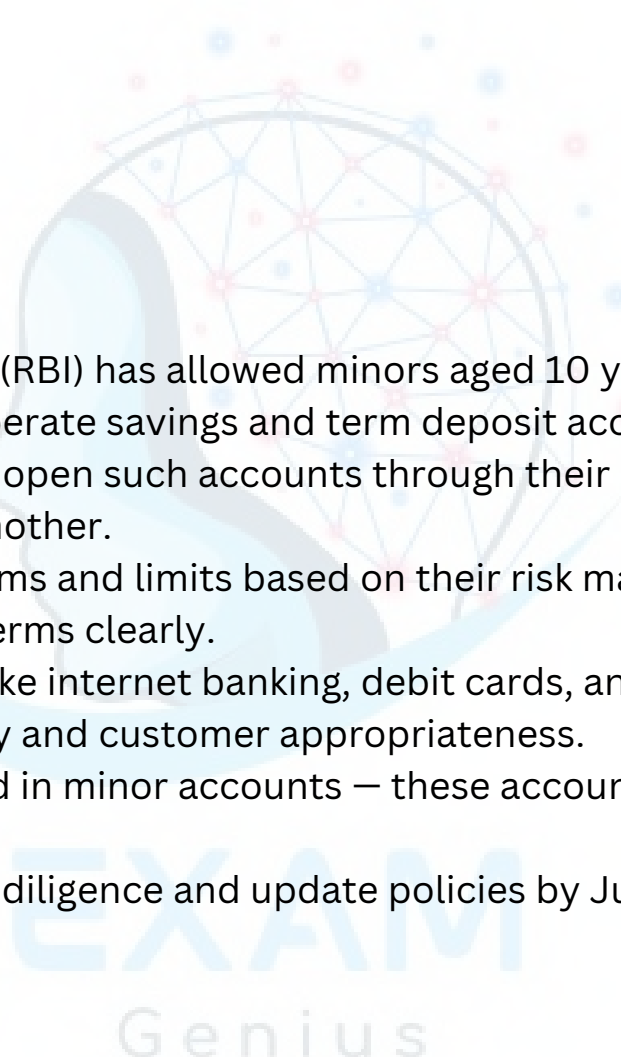 (RBI) has allowed minors aged 10 y
erate savings and term deposit acc
open such accounts through their
other.
ms and limits based on their risk ma
erms clearly.
ke internet banking, debit cards, an
y and customer appropriateness.
d in minor accounts — these accour
diligence and update policies by Ju
EXAM
Genius